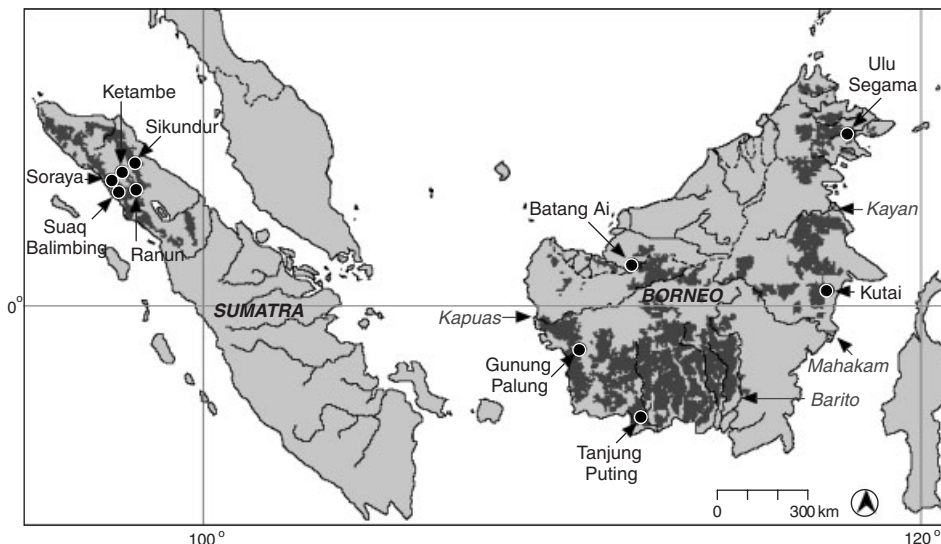 Ulu
Segama
Ketambe
Sikundur
Soraya
Suaq
Balimbing
Ranun
Batang Ai
Kayan
0°
SUMATRA
BORNEO
Kutai
Kapuas
Gunung
Palung
Mahakam
Barito
Tanjung
Puting
0 300 km
100°
120°